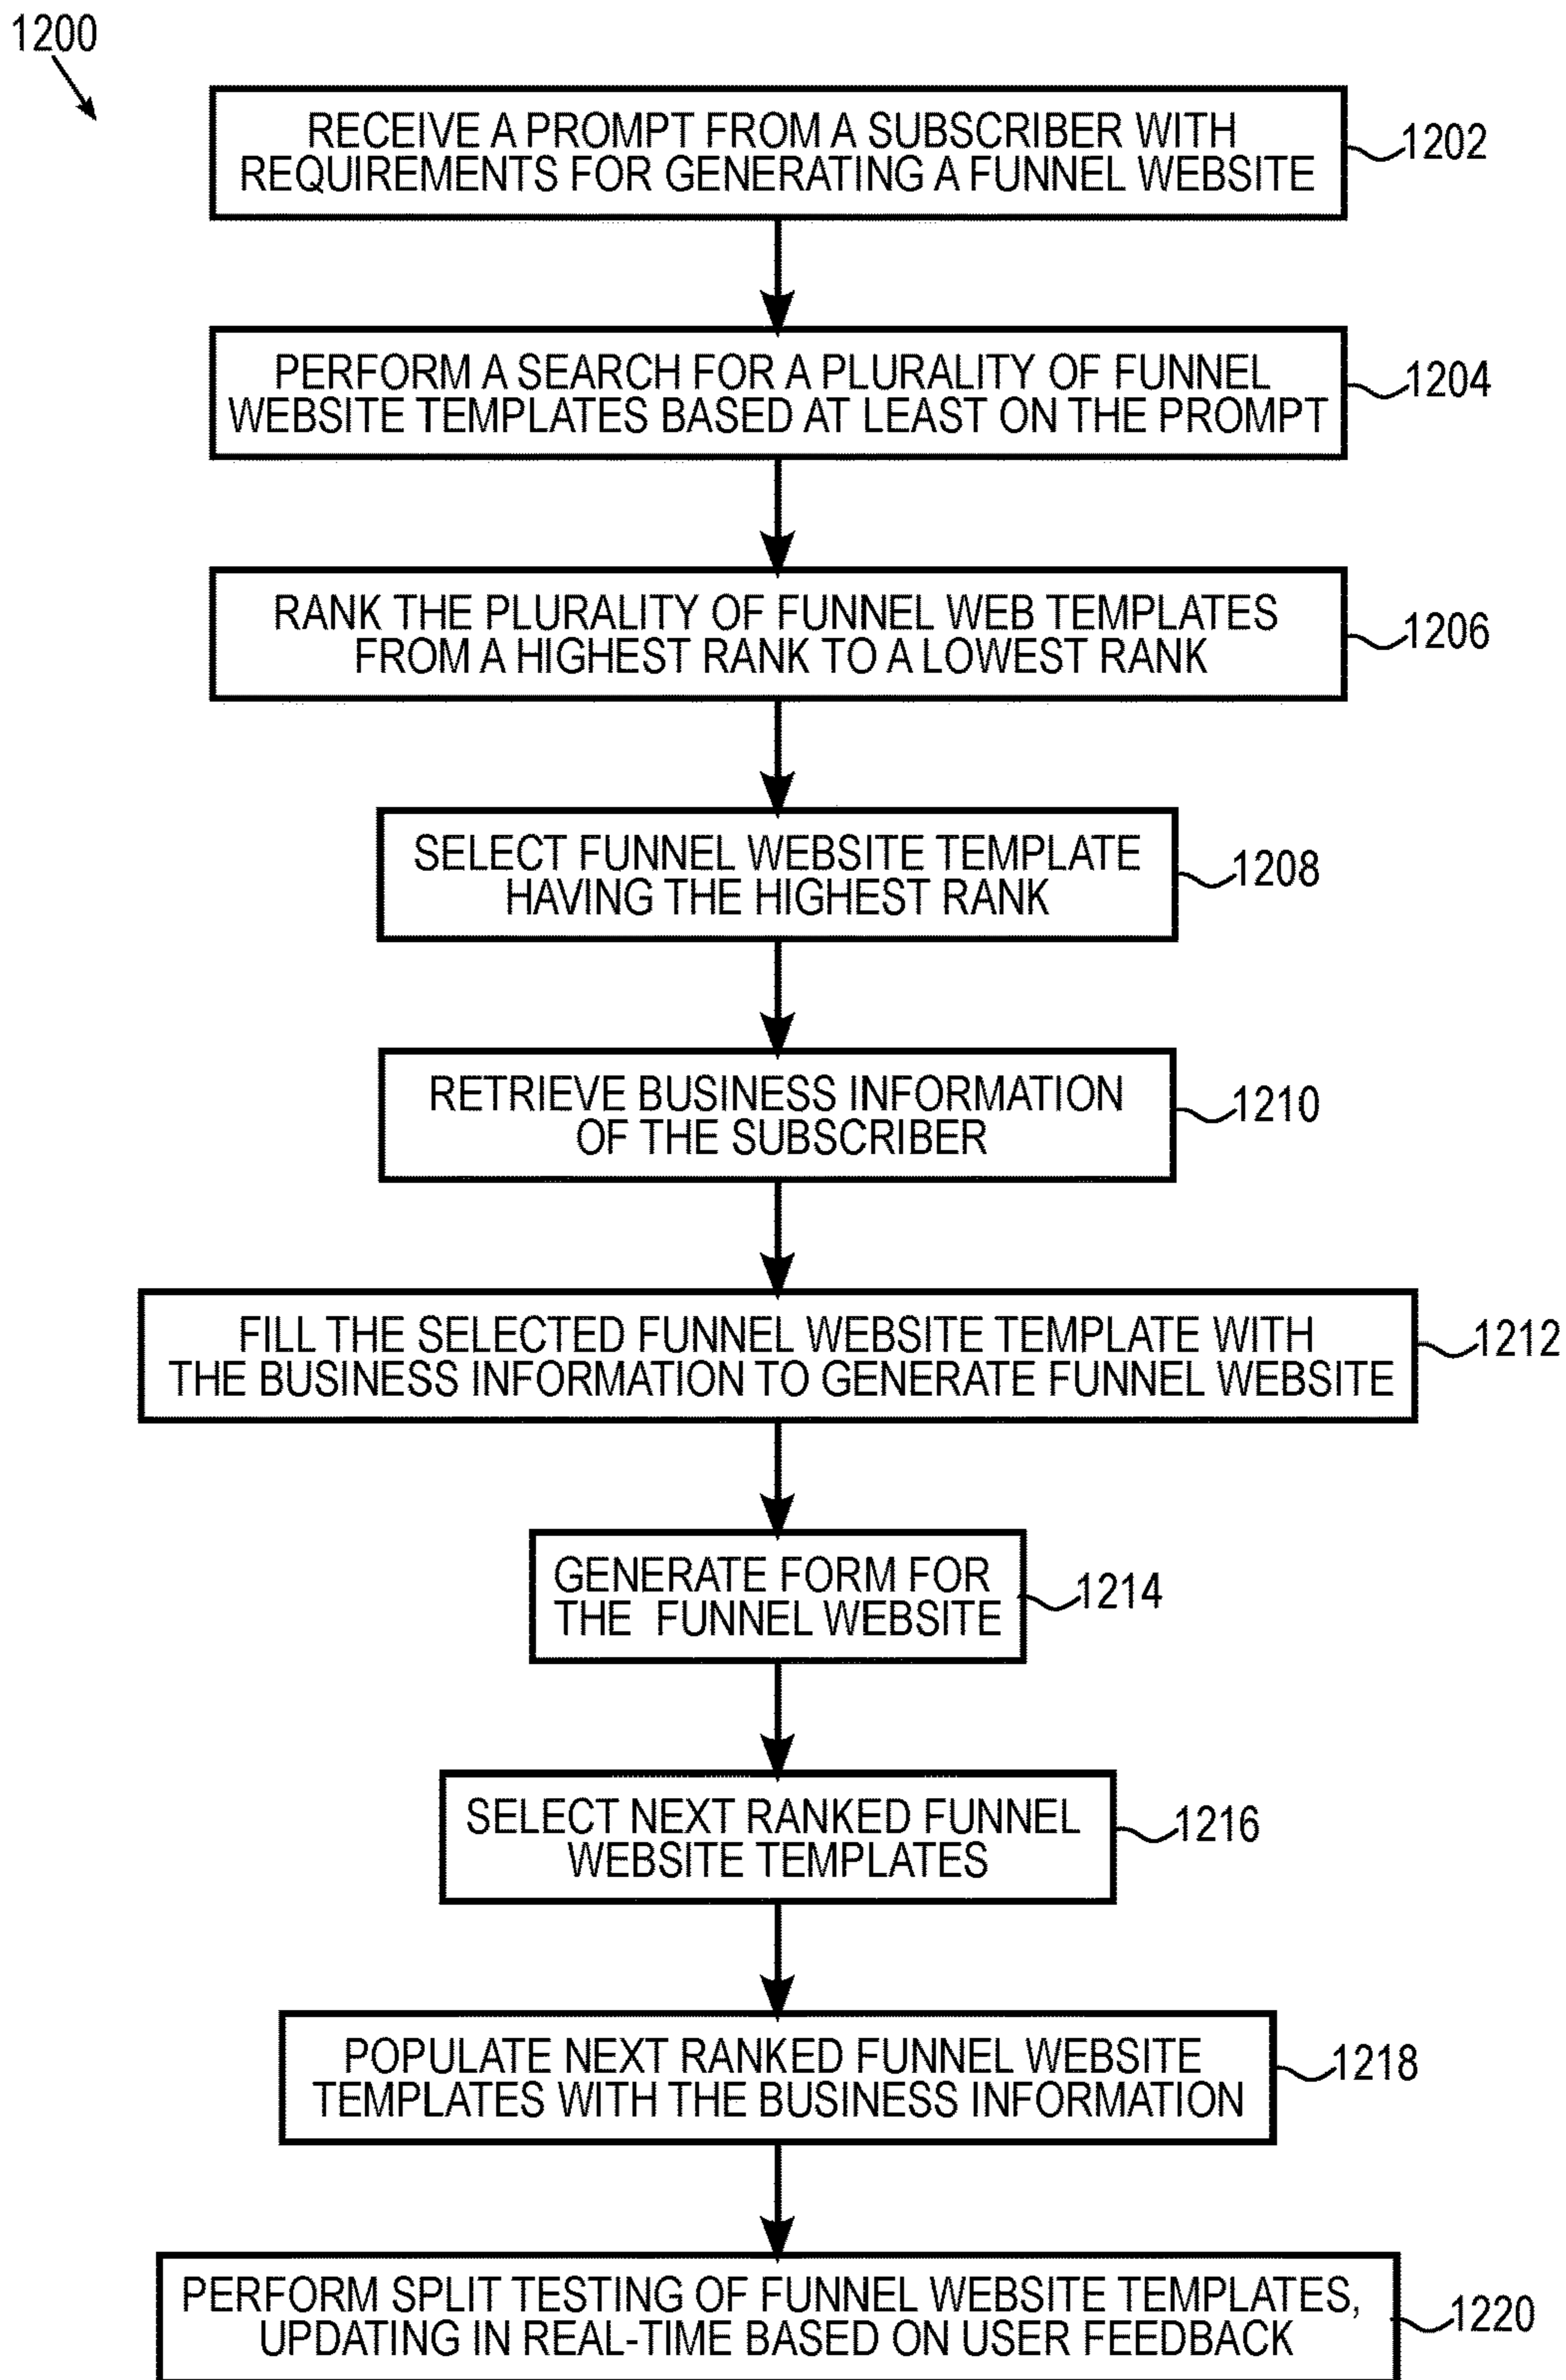 1200
RECEIVE A PROMPT FROM A SUBSCRIBER WITH
REQUIREMENTS FOR GENERATING A FUNNEL WEBSITE
1202
PERFORM A SEARCH FOR A PLURALITY OF FUNNEL
WEBSITE TEMPLATES BASED AT LEAST ON THE PROMPT
1204
RANK THE PLURALITY OF FUNNEL WEB TEMPLATES
FROM A HIGHEST RANK TO A LOWEST RANK
1206
SELECT FUNNEL WEBSITE TEMPLATE
HAVING THE HIGHEST RANK
1208
RETRIEVE BUSINESS INFORMATION
OF THE SUBSCRIBER
1210
FILL THE SELECTED FUNNEL WEBSITE TEMPLATE WITH
THE BUSINESS INFORMATION TO GENERATE FUNNEL WEBSITE
1212
GENERATE FORM FOR
THE FUNNEL WEBSITE
1214
SELECT NEXT RANKED FUNNEL
WEBSITE TEMPLATES
1216
POPULATE NEXT RANKED FUNNEL WEBSITE
TEMPLATES WITH THE BUSINESS INFORMATION
1218
PERFORM SPLIT TESTING OF FUNNEL WEBSITE TEMPLATES,
UPDATING IN REAL-TIME BASED ON USER FEEDBACK
1220